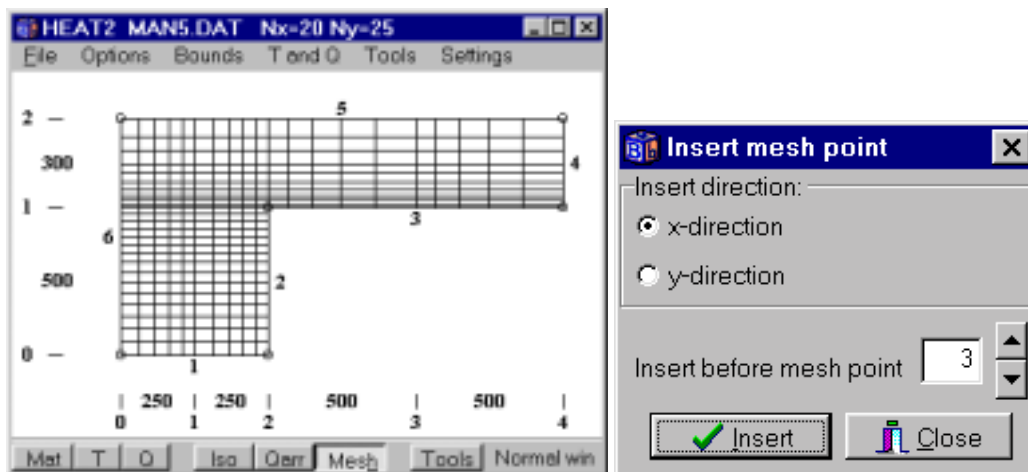 HEAT2 MAN5.DAT Nx=20 Ny=25
File Options Bounds T and Q Tools Settings
5
2
300
4
1
3
6
500
2
0
1
250 250 500 500
0 1 2 3 4
Mat T Q Iso Qarr Mesh Tools Normal win
Insert mesh point
Insert direction:
x-direction
y-direction
Insert before mesh point 3
Insert Close